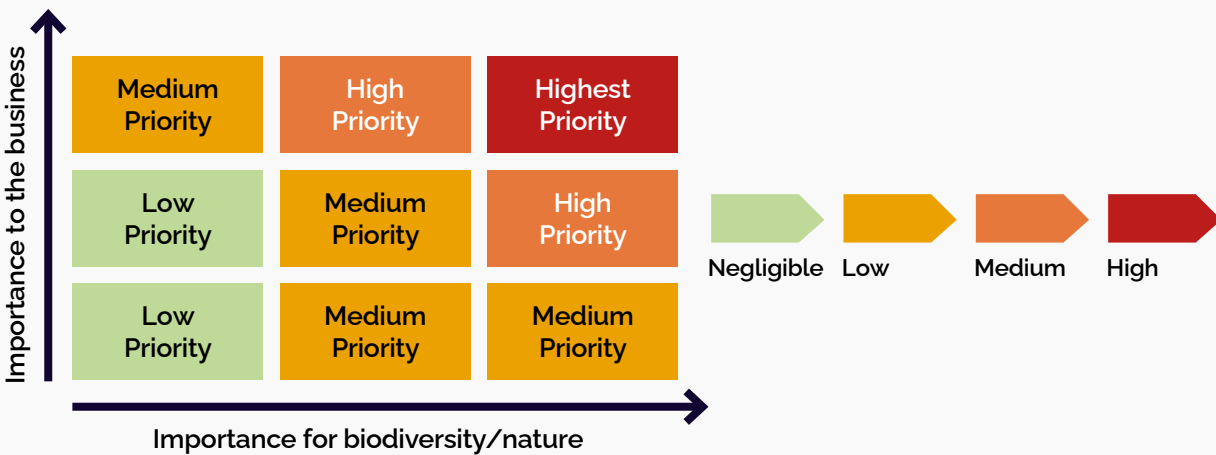 Importance to the business
Medium
Priority
High
Priority
Highest
Priority
Low
Priority
Medium
Priority
High
Priority
Low
Priority
Medium
Priority
Medium
Priority
Importance for biodiversity/nature
Negligible
Low
Medium
High